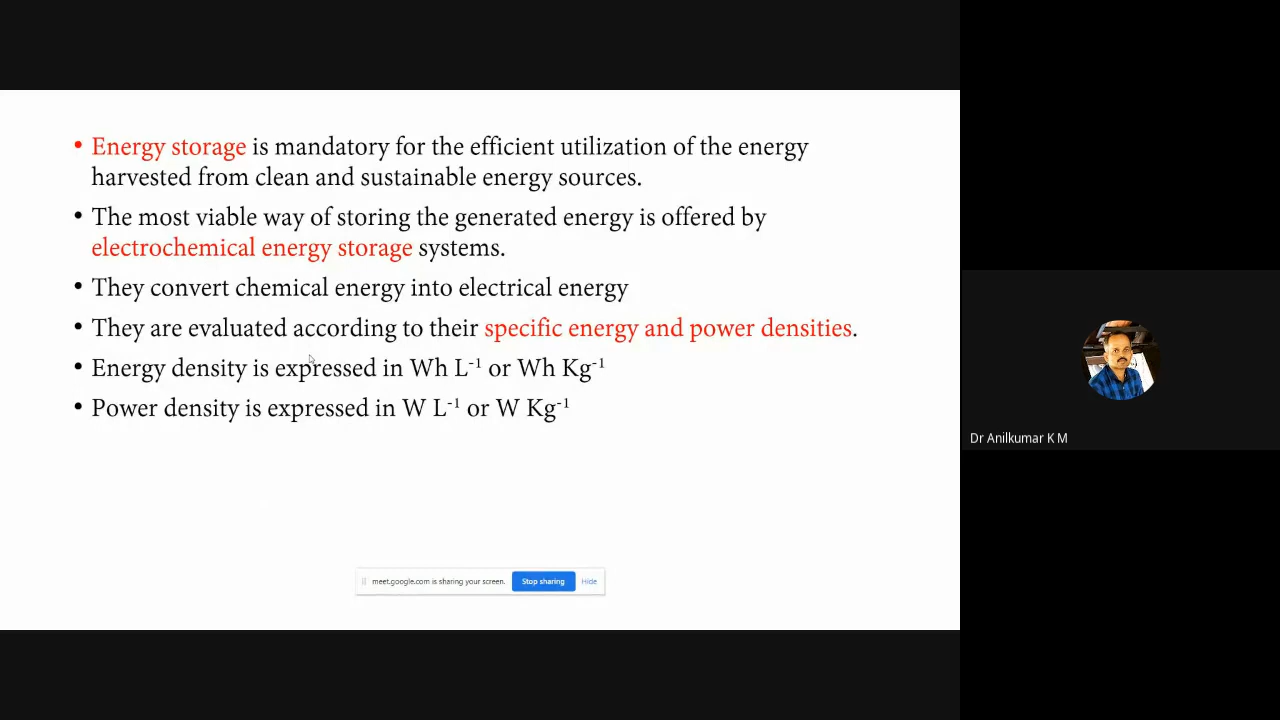 • Energy storage is mandatory for the efficient utilization of the energy
harvested from clean and sustainable energy sources.
• The most viable way of storing the generated energy is offered by
electrochemical energy storage systems.
• They convert chemical energy into electrical energy
• They are evaluated according to their specific energy and power densities.
• Energy density is expressed in Wh L⁻¹ or Wh Kg⁻¹
• Power density is expressed in W L⁻¹ or W Kg⁻¹
meet.google.com is sharing your screen. Stop sharing Hide
Dr Anilkumar K M